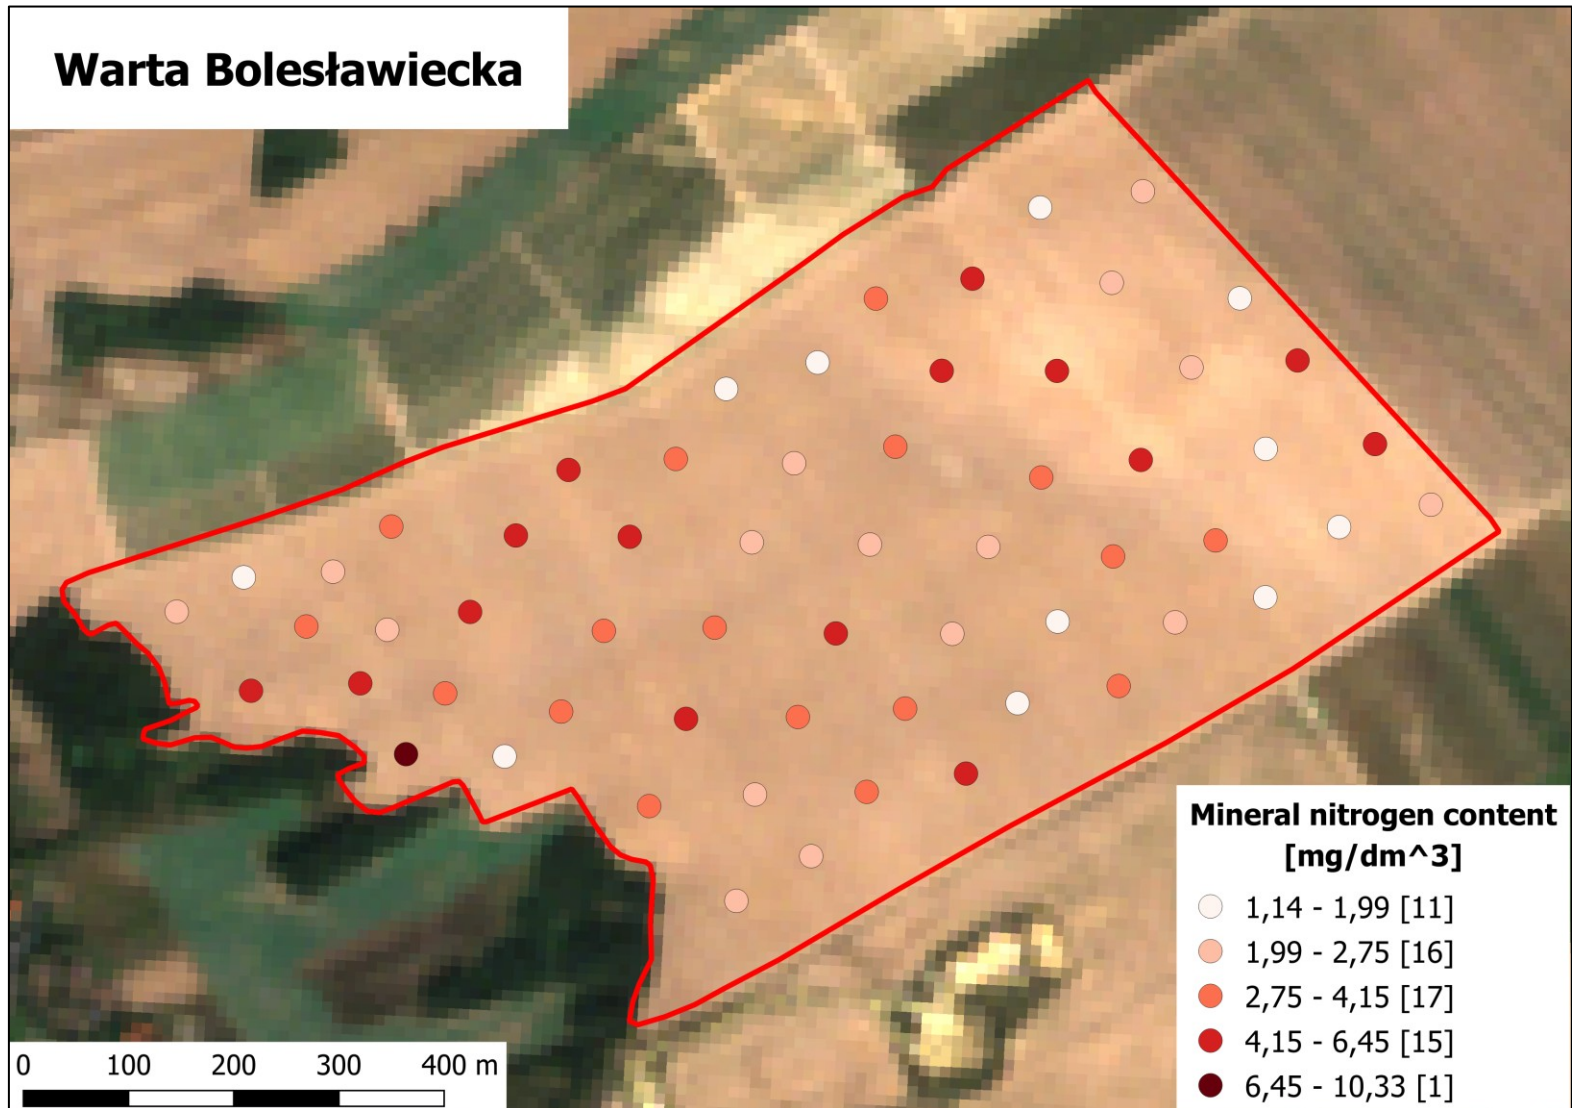 Warta Bolesławiecka
Mineral nitrogen content
[mg/dm^3]
1,14 - 1,99 [11]
1,99 - 2,75 [16]
2,75 - 4,15 [17]
4,15 - 6,45 [15]
6,45 - 10,33 [1]
0 100 200 300 400 m